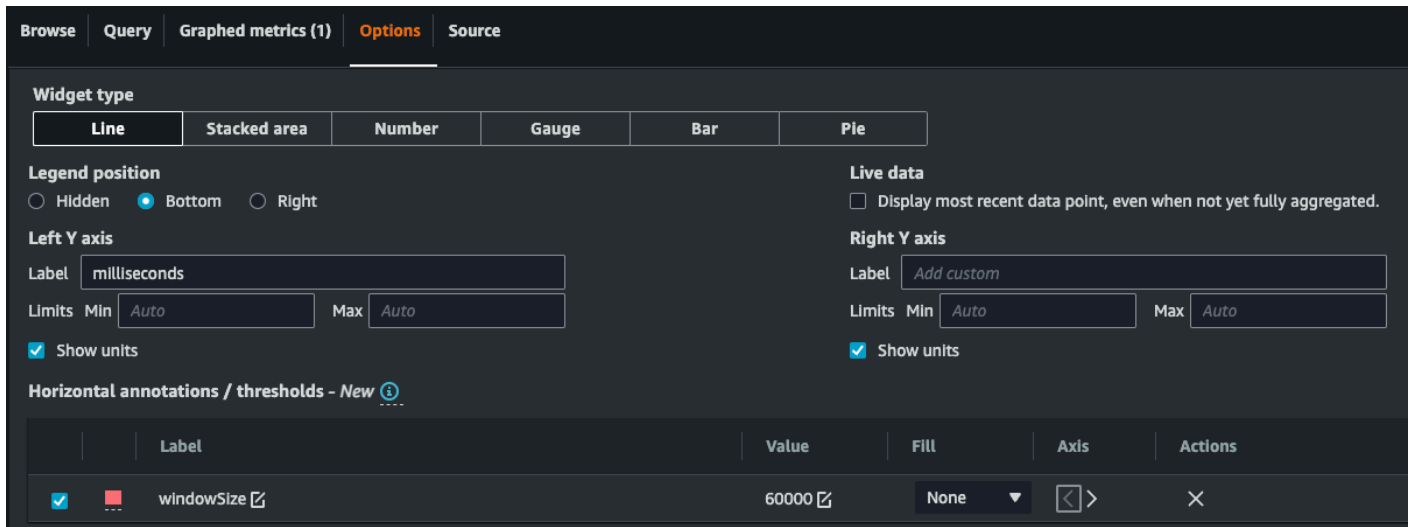 Browse Query Graphed metrics (1) Options Source
Widget type
Line Stacked area Number Gauge Bar Pie
Legend position
Hidden Bottom Right
Live data
Display most recent data point, even when not yet fully aggregated.
Left Y axis
Label milliseconds
Limits Min Auto Max Auto
Show units
Right Y axis
Label Add custom
Limits Min Auto Max Auto
Show units
Horizontal annotations / thresholds - New
Label Value Fill Axis Actions
windowSize 60000 None